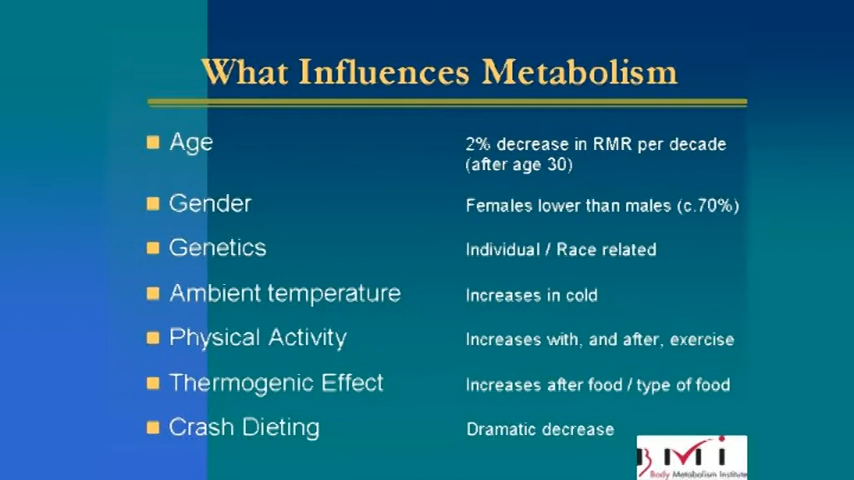 What Influences Metabolism
Age
2% decrease in RMR per decade
(after age 30)
Gender
Females lower than males (c.70%)
Genetics
Individual / Race related
Ambient temperature
Increases in cold
Physical Activity
Increases with, and after, exercise
Thermogenic Effect
Increases after food / type of food
Crash Dieting
Dramatic decrease
BMi
Body Metabolism Institute